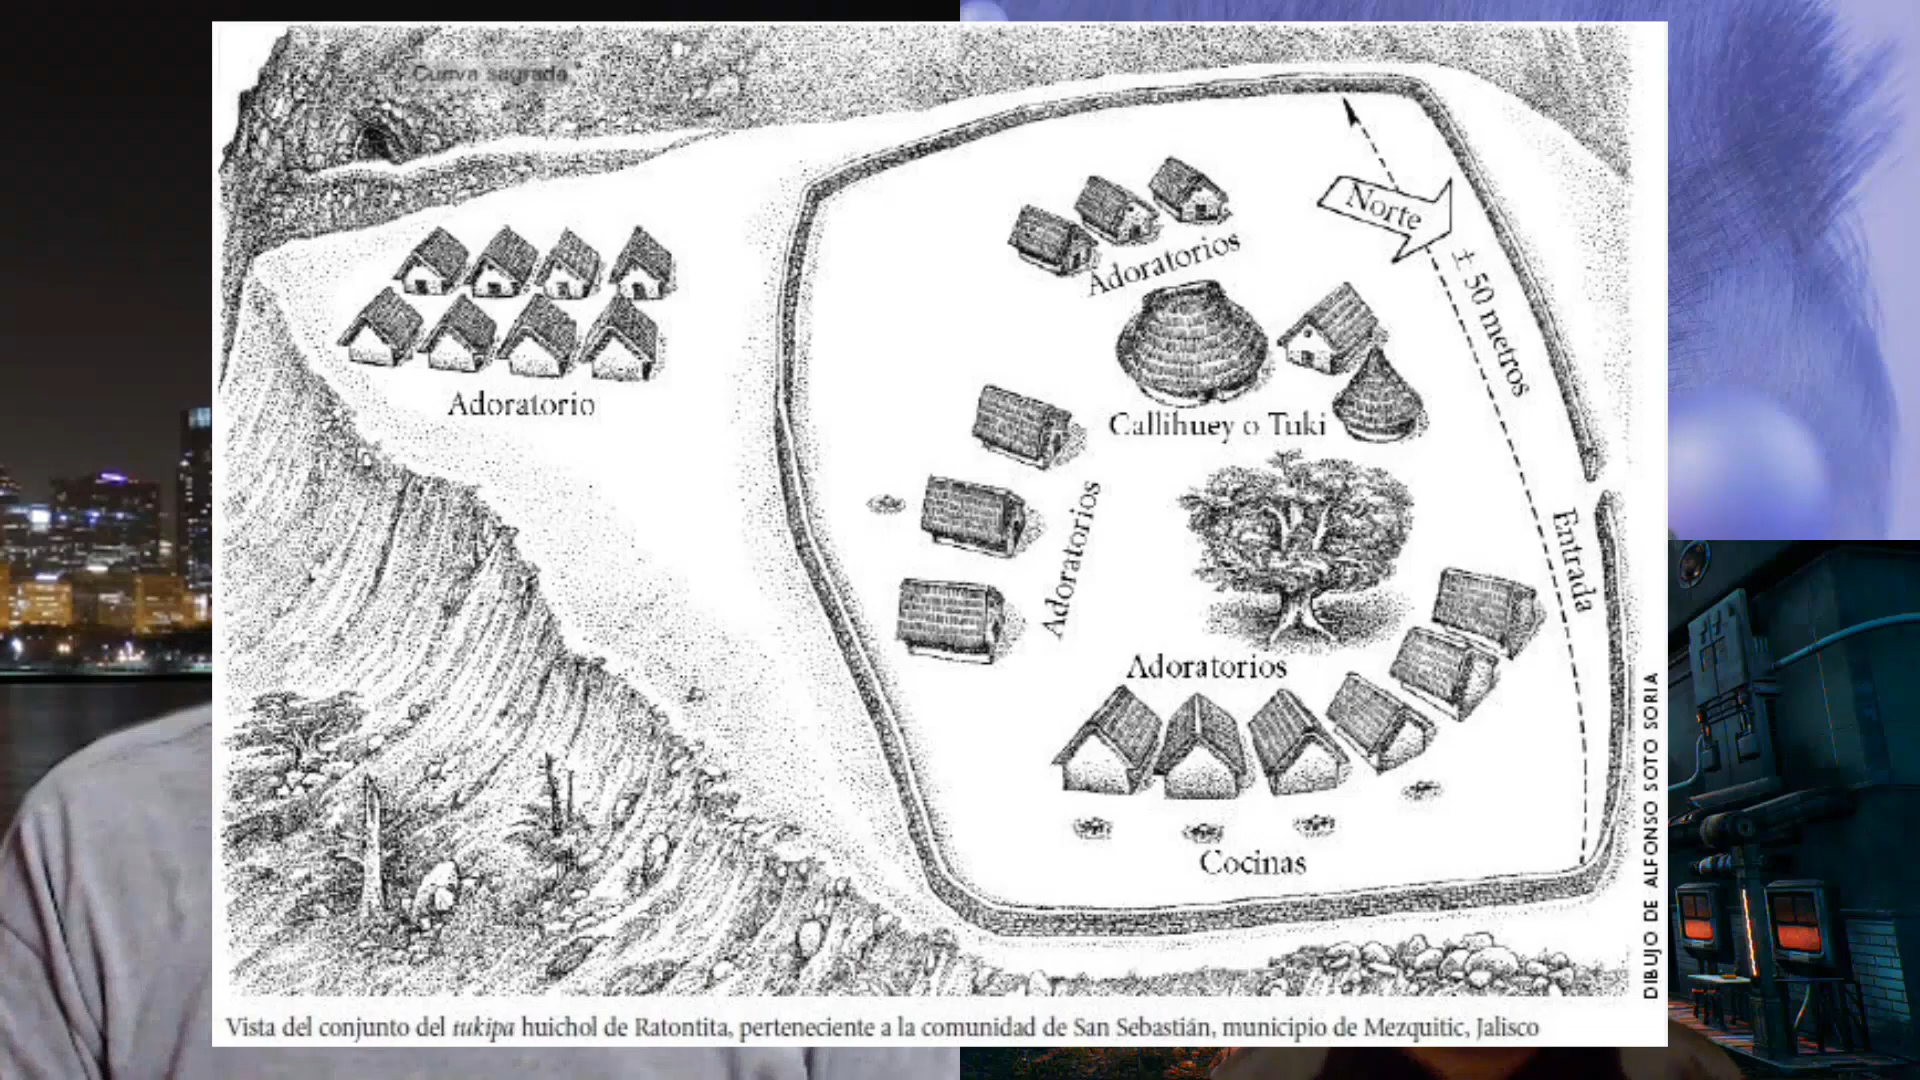 Cueva sagrada
Norte
Adoratorios
± 50 metros
Adoratorio
Callihuey o Tuki
Adoratorios
Entrada
Adoratorios
Cocinas
DIBUJO DE ALFONSO SOTO SORIA
Vista del conjunto del tukipa huichol de Ratontita, perteneciente a la comunidad de San Sebastián, municipio de Mezquitic, Jalisco